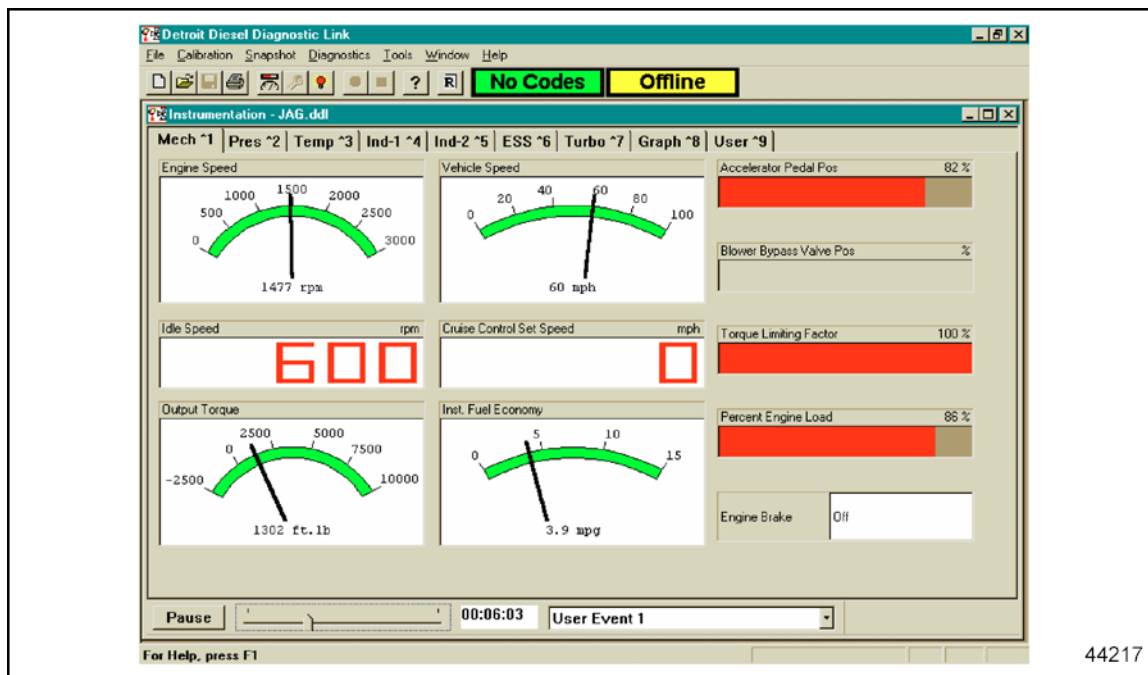 Detroit Diesel Diagnostic Link
File Calibration Snapshot Diagnostics Tools Window Help
? R No Codes Offline
Instrumentation - JAG.ddl
Mech ^1 Pres ^2 Temp ^3 Ind-1 ^4 Ind-2 ^5 ESS ^6 Turbo ^7 Graph ^8 User ^9
Engine Speed
0 500 1000 1500 2000 2500 3000
1477 rpm
Vehicle Speed
0 20 40 60 80 100
60 mph
Accelerator Pedal Pos 82 %
Blower Bypass Valve Pos %
Idle Speed rpm
600
Cruise Control Set Speed mph
0
Torque Limiting Factor 100 %
Output Torque
-2500 0 2500 5000 7500 10000
1302 ft.lb
Inst. Fuel Economy
0 5 10 15
3.9 mpg
Percent Engine Load 86 %
Engine Brake Off
Pause 00:06:03 User Event 1
For Help, press F1
44217